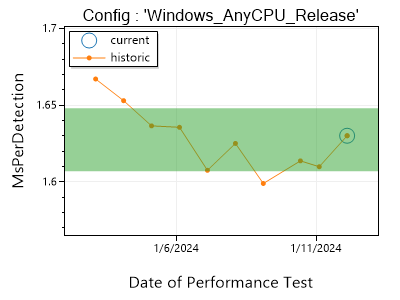 Config : 'Windows_AnyCPU_Release'
1.7
current
historic
1.65
1.6
MsPerDetection
1/6/2024
1/11/2024
Date of Performance Test